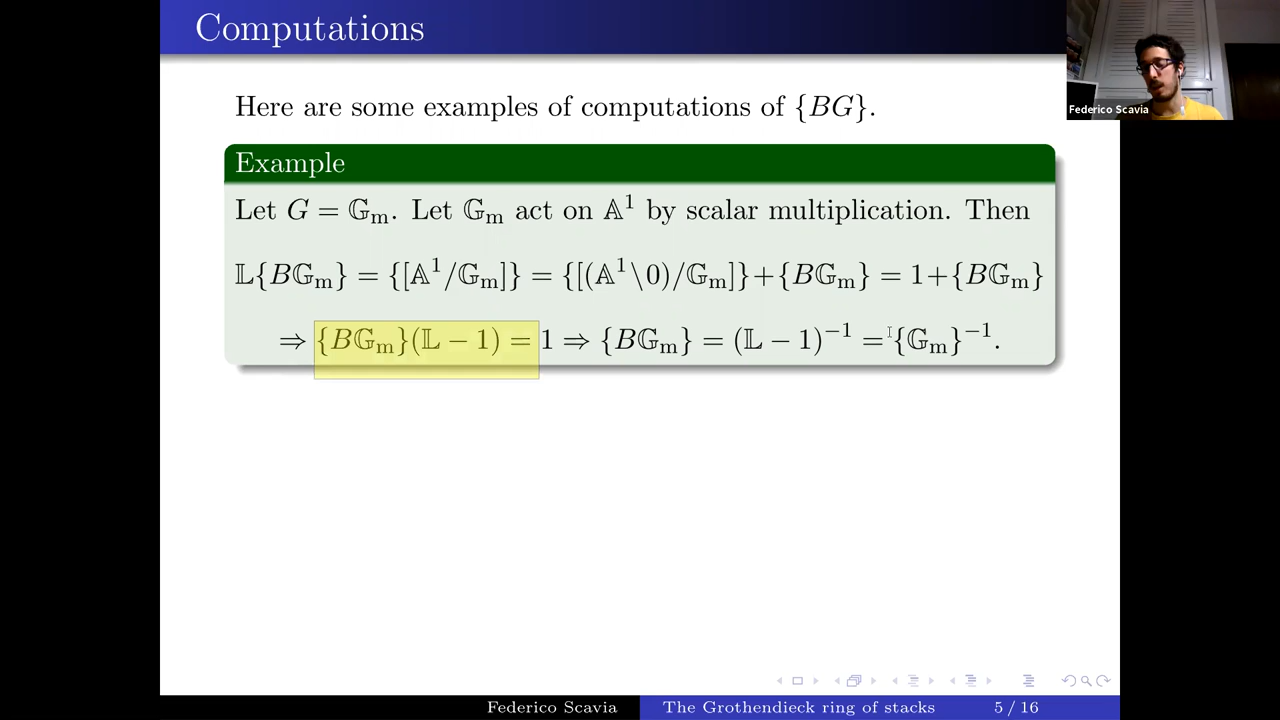 Computations
Here are some examples of computations of {BG}.
Example
Let G = 𝔾ₘ. Let 𝔾ₘ act on 𝔸¹ by scalar multiplication. Then
𝕃{B𝔾ₘ} = {[𝔸¹/𝔾ₘ]} = {[(𝔸¹\0)/𝔾ₘ]}+{B𝔾ₘ} = 1+{B𝔾ₘ}
⇒ {B𝔾ₘ}(𝕃 − 1) = 1 ⇒ {B𝔾ₘ} = (𝕃 − 1)⁻¹ = {𝔾ₘ}⁻¹.
Federico Scavia
Federico Scavia
The Grothendieck ring of stacks
5 / 16